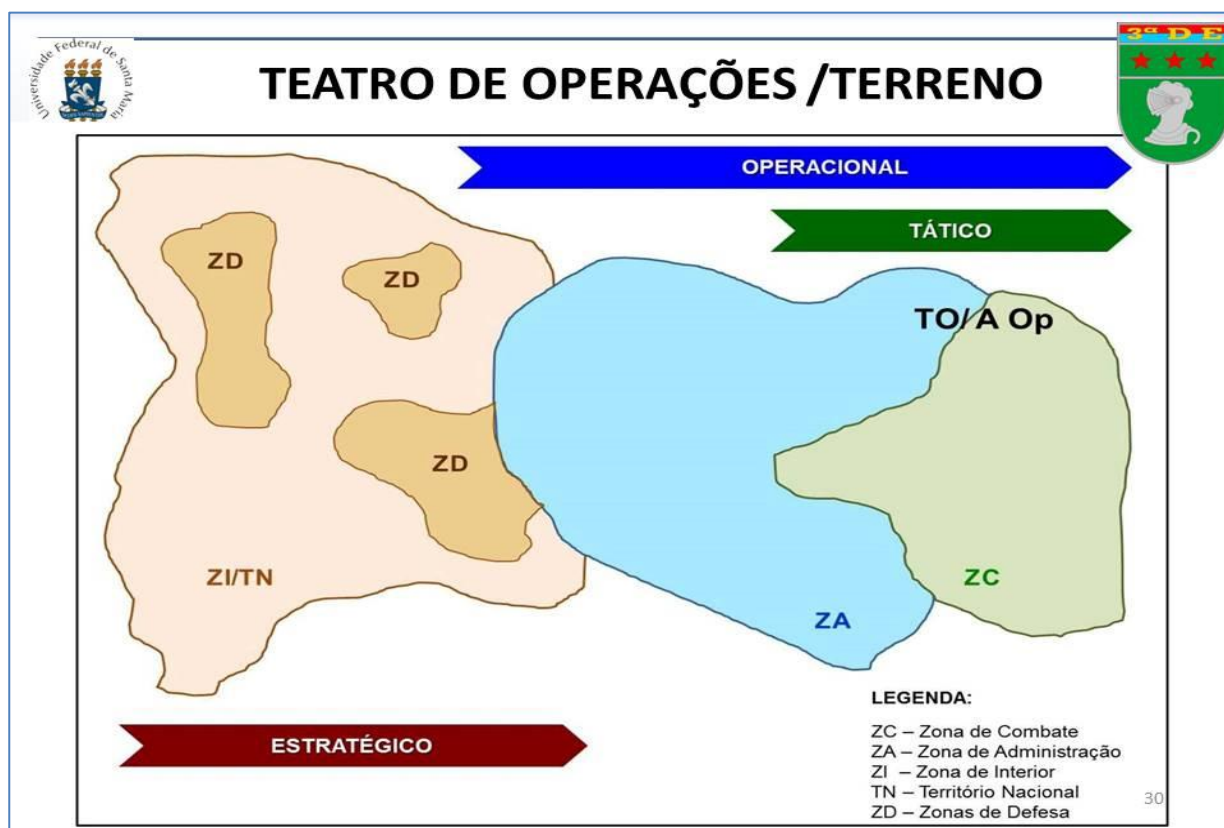 Universidade Federal de Santa Maria
3ª D E
TEATRO DE OPERAÇÕES /TERRENO
OPERACIONAL
TÁTICO
ZD
ZD
TO/ A Op
ZD
ZI/TN
ZC
ZA
ESTRATÉGICO
LEGENDA:
ZC – Zona de Combate
ZA – Zona de Administração
ZI – Zona de Interior
TN – Território Nacional
ZD – Zonas de Defesa
30